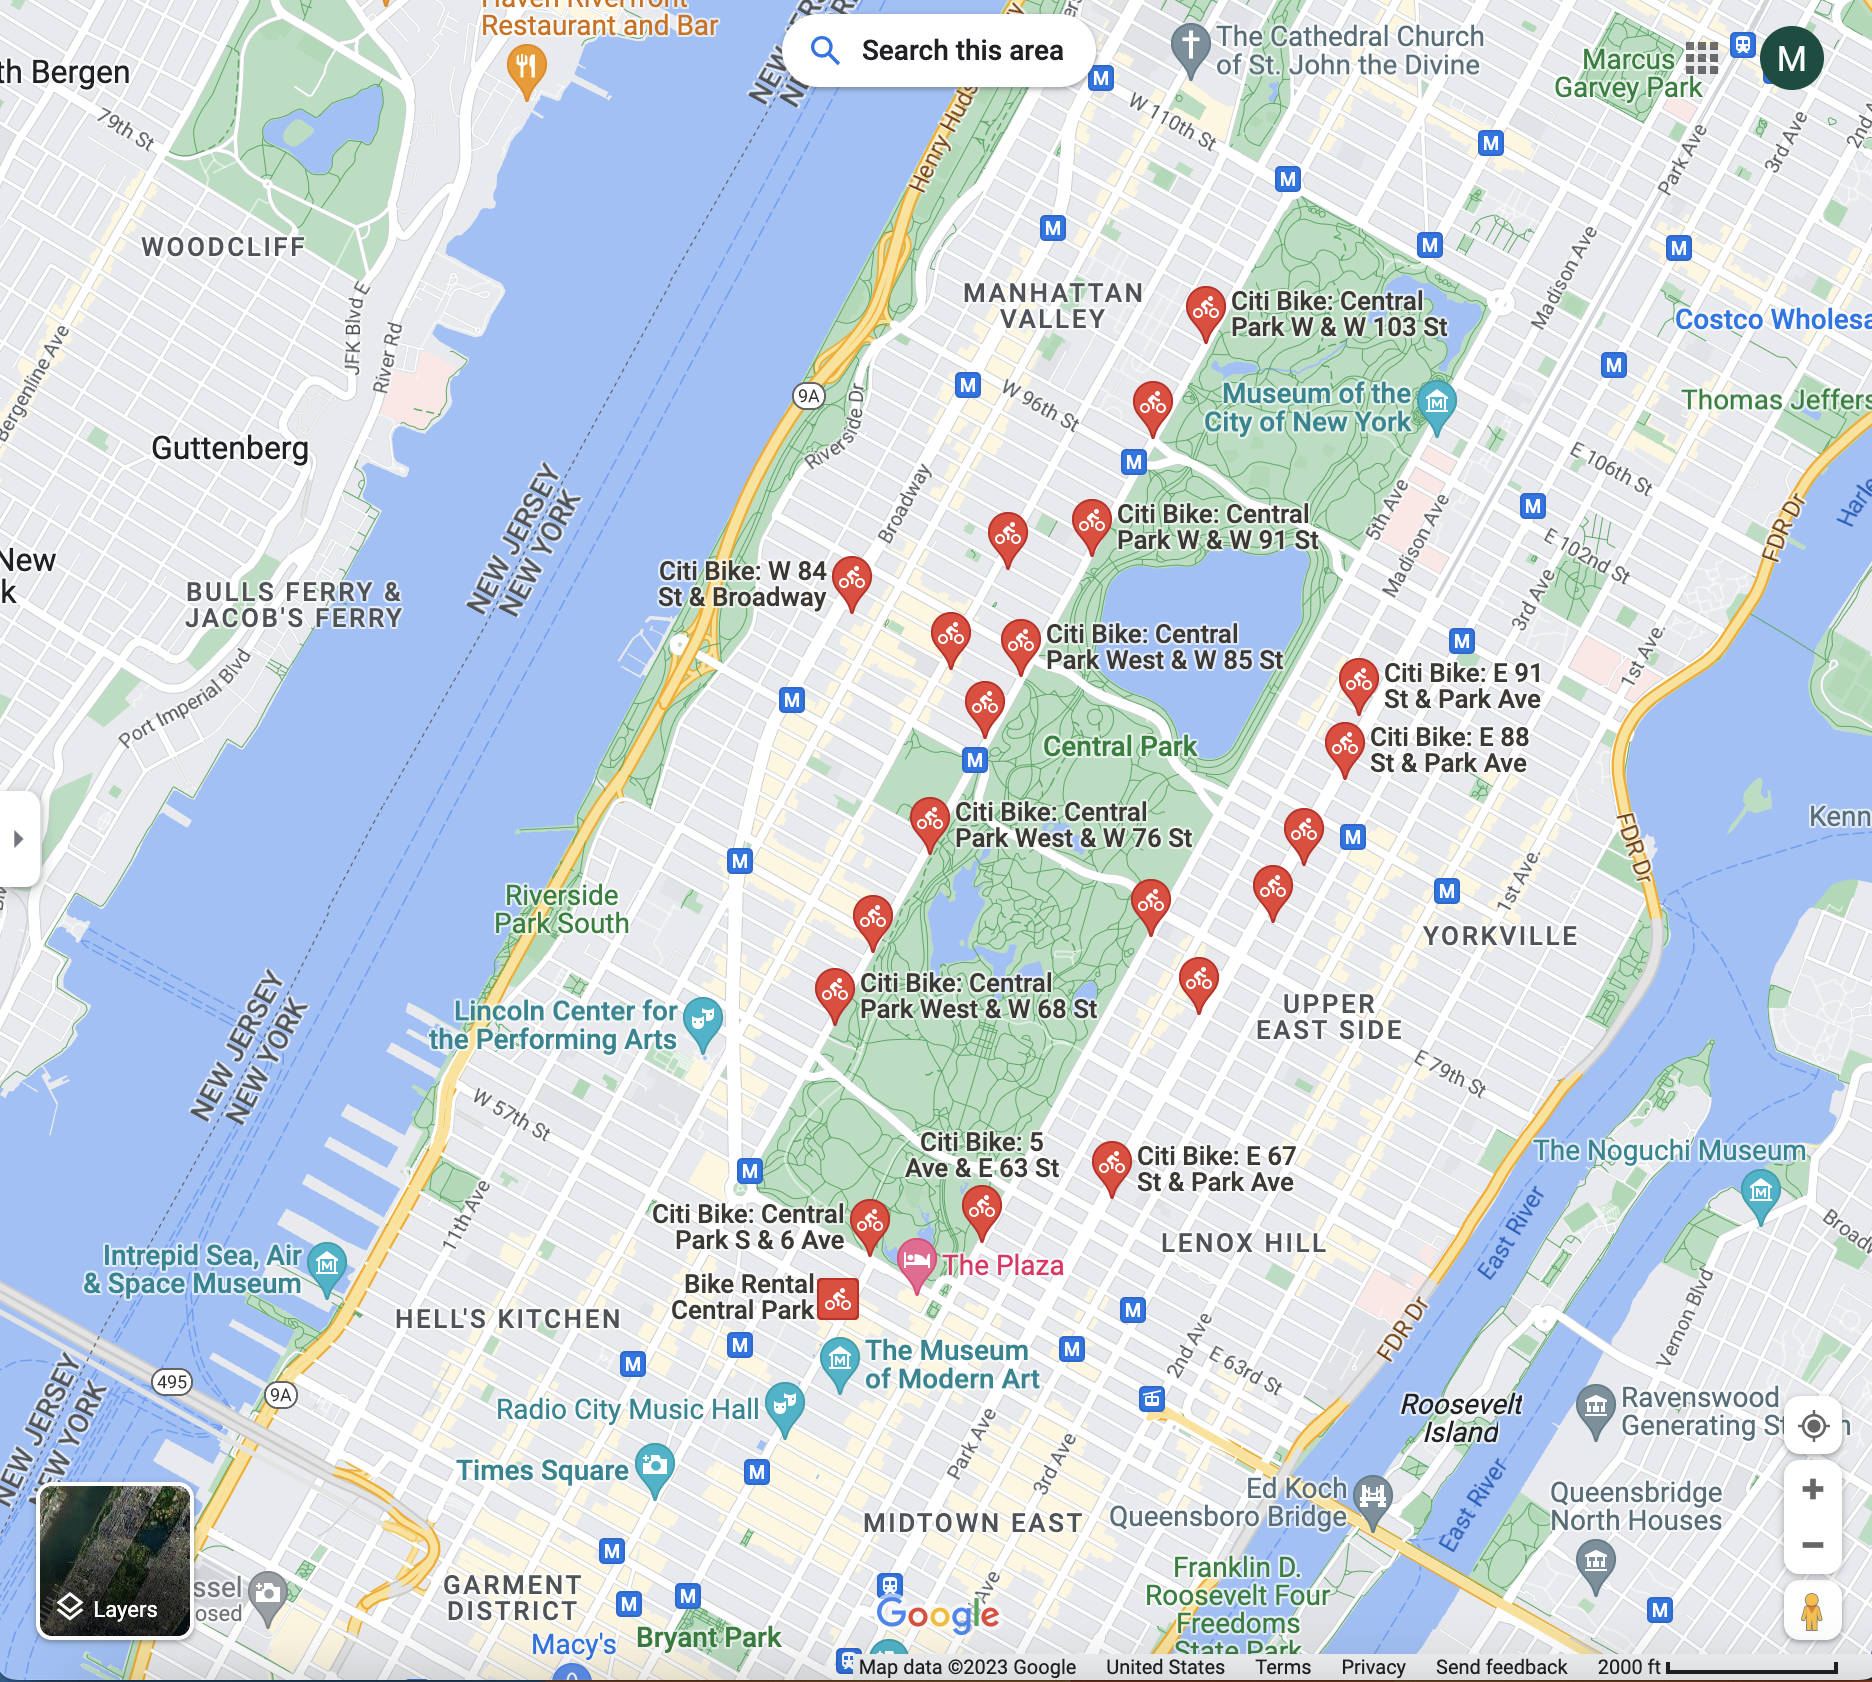 Haven Riverfront
Restaurant and Bar
th Bergen
79th St
WOODCLIFF
JFK Blvd E
River Rd
Bergenline Ave
Guttenberg
New
k
BULLS FERRY &
JACOB'S FERRY
Port Imperial Blvd
NEW JERSEY
NEW YORK
Search this area
Henry Huds
The Cathedral Church
of St. John the Divine
M
Marcus
Garvey Park
W 110th St
Park Ave
3rd Ave
Madison Ave
MANHATTAN
VALLEY
Citi Bike: Central
Park W & W 103 St
Costco Wholesa
9A
Riverside Dr
W 96th St
Museum of the
City of New York
Thomas Jeffers
Broadway
5th Ave
Madison Ave
E 106th St
E 102nd St
FDR Dr
Harle
NEW JERSEY
NEW YORK
Citi Bike: Central
Park W & W 91 St
Citi Bike: W 84
St & Broadway
3rd Ave
1st Ave
Citi Bike: Central
Park West & W 85 St
Citi Bike: E 91
St & Park Ave
Citi Bike: E 88
St & Park Ave
Central Park
Citi Bike: Central
Park West & W 76 St
Kenn
FDR Dr
1st Ave
Riverside
Park South
YORKVILLE
Citi Bike: Central
Park West & W 68 St
UPPER
EAST SIDE
Lincoln Center for
the Performing Arts
NEW JERSEY
NEW YORK
E 79th St
W 57th St
Citi Bike: 5
Ave & E 63 St
Citi Bike: E 67
St & Park Ave
The Noguchi Museum
11th Ave
Citi Bike: Central
Park S & 6 Ave
The Plaza
LENOX HILL
East River
Broadw
Intrepid Sea, Air
& Space Museum
Bike Rental
Central Park
HELL'S KITCHEN
Vernon Blvd
The Museum
of Modern Art
2nd Ave
E 63rd St
FDR Dr
495
9A
NEW JERSEY
NEW YORK
Radio City Music Hall
Roosevelt
Island
Ravenswood
Generating St
n
Park Ave
3rd Ave
Times Square
Ed Koch
Queensboro Bridge
East River
Queensbridge
North Houses
MIDTOWN EAST
GARMENT
DISTRICT
Franklin D.
Roosevelt Four
Freedoms
State Park
ssel
osed
Layers
Macy's
Bryant Park
Ave
Google
Map data ©2023 Google
United States
Terms
Privacy
Send feedback
2000 ft